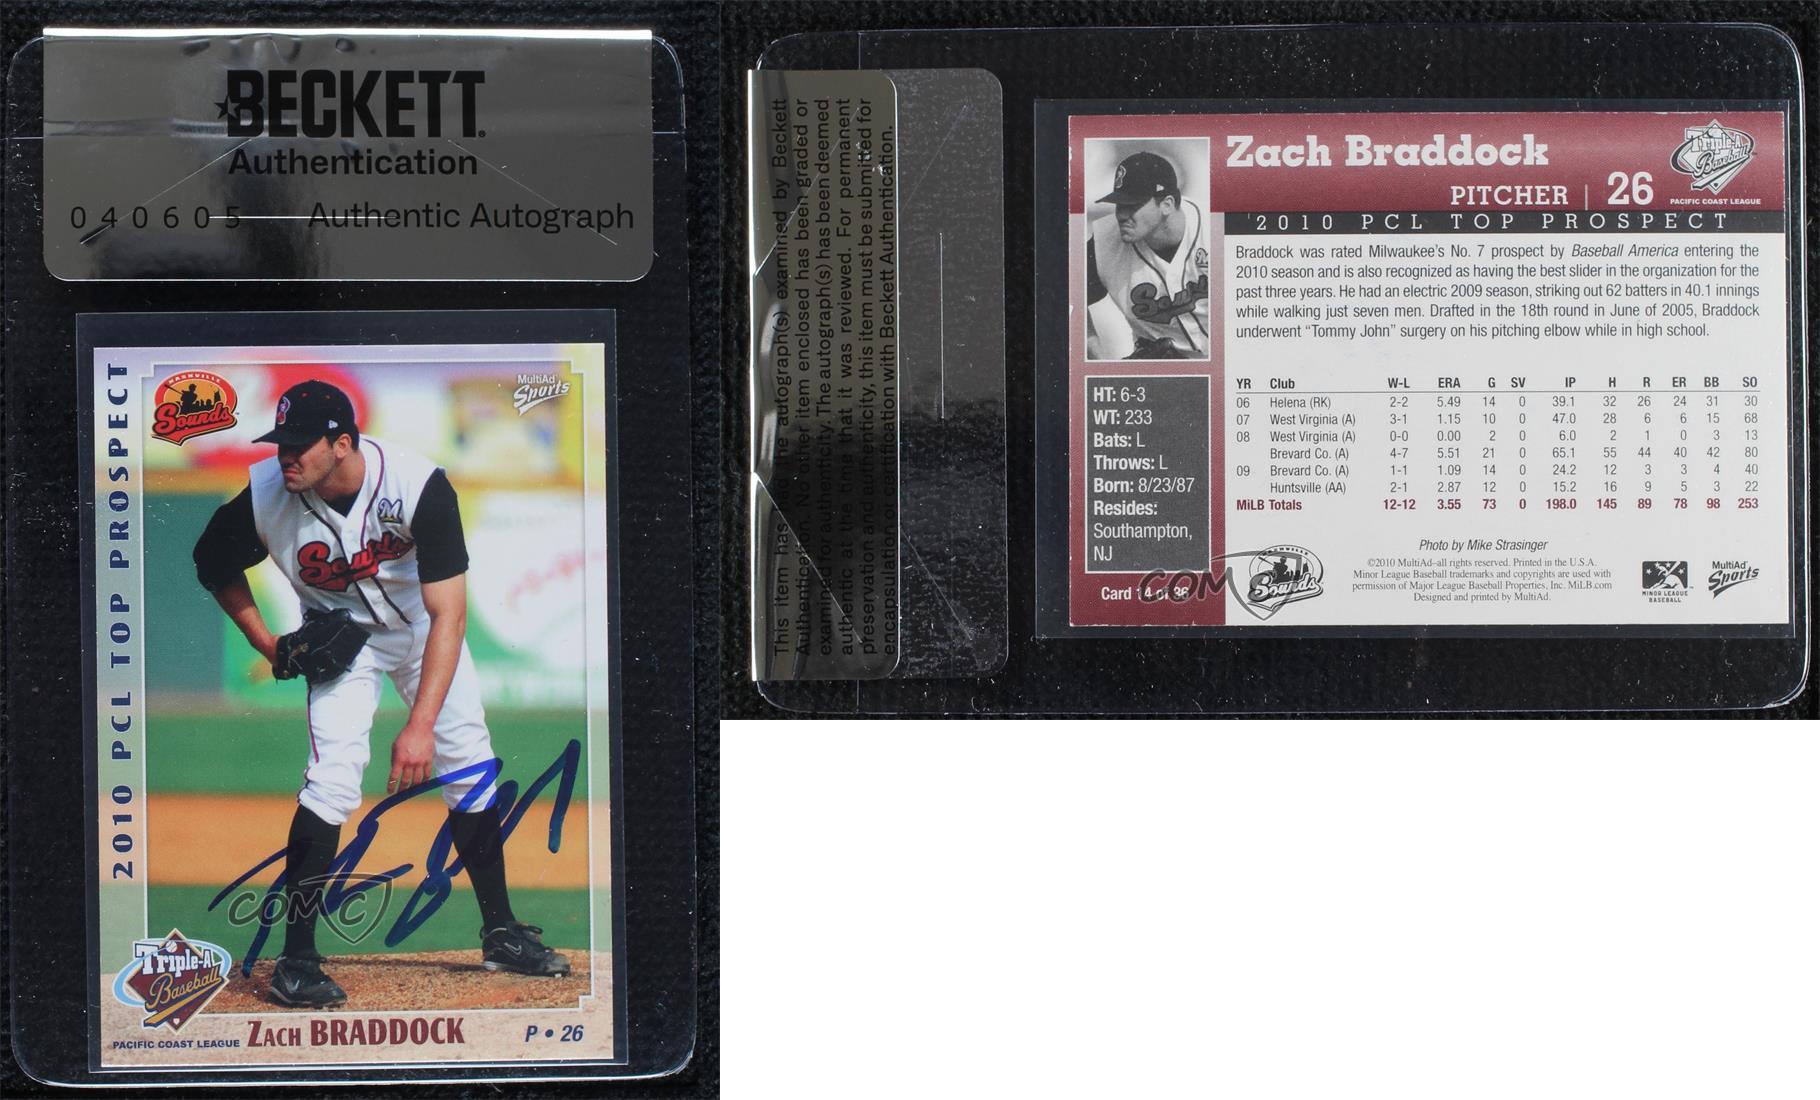 BECKETT
Authentication
040605 Authentic Autograph
2010 PCL TOP PROSPECT
NASHVILLE
Sounds
MultiAd
Sports
Sounds
COMC
Triple-A
Baseball
PACIFIC COAST LEAGUE
ZACH BRADDOCK
P • 26
This item has had the autograph(s) examined by Beckett
Authentication. No other item enclosed has been graded or
examined for authenticity. The autograph(s) has been deemed
authentic at the time that it was reviewed. For permanent
preservation and authenticity, this item must be submitted for
encapsulation or certification with Beckett Authentication.
Zach Braddock
PITCHER | 26
Triple-A
Baseball
PACIFIC COAST LEAGUE
2010 PCL TOP PROSPECT
Braddock was rated Milwaukee's No. 7 prospect by Baseball America entering the
2010 season and is also recognized as having the best slider in the organization for the
past three years. He had an electric 2009 season, striking out 62 batters in 40.1 innings
while walking just seven men. Drafted in the 18th round in June of 2005, Braddock
underwent "Tommy John" surgery on his pitching elbow while in high school.
HT: 6-3
WT: 233
Bats: L
Throws: L
Born: 8/23/87
Resides:
Southampton,
NJ
Card 14 of 36
YR Club W-L ERA G SV IP H R ER BB SO
06 Helena (RK) 2-2 5.49 14 0 39.1 32 26 24 31 30
07 West Virginia (A) 3-1 1.15 10 0 47.0 28 6 6 15 68
08 West Virginia (A) 0-0 0.00 2 0 6.0 2 1 0 3 13
Brevard Co. (A) 4-7 5.51 21 0 65.1 55 44 40 42 80
09 Brevard Co. (A) 1-1 1.09 14 0 24.2 12 3 3 4 40
Huntsville (AA) 2-1 2.87 12 0 15.2 16 9 5 3 22
MiLB Totals 12-12 3.55 73 0 198.0 145 89 78 98 253
Photo by Mike Strasinger
©2010 MultiAd–all rights reserved. Printed in the U.S.A.
Minor League Baseball trademarks and copyrights are used with
permission of Major League Baseball Properties, Inc. MiLB.com
Designed and printed by MultiAd.
COMC
NASHVILLE
Sounds
MINOR LEAGUE
BASEBALL
MultiAd
Sports